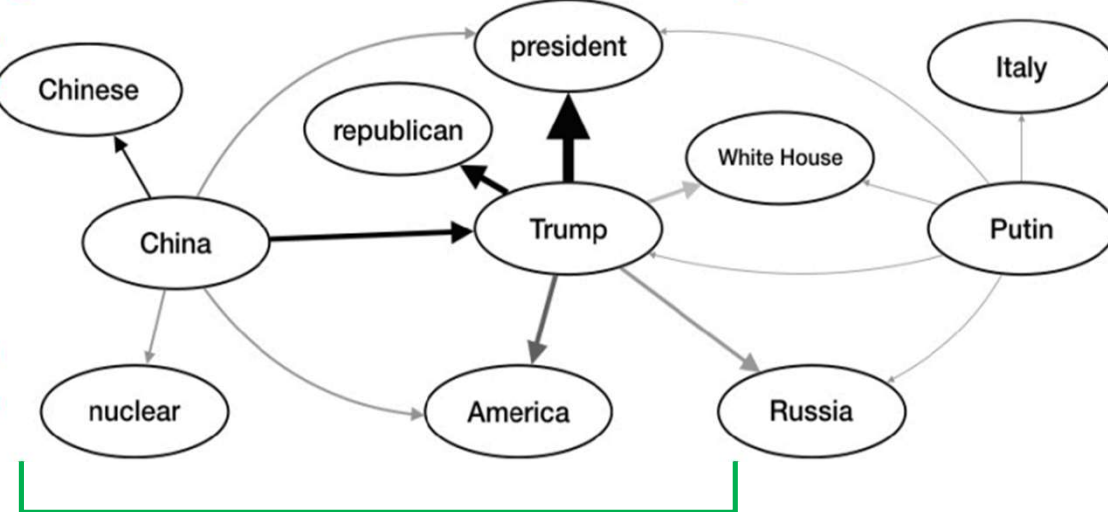 president
Italy
Chinese
republican
White House
China
Trump
Putin
nuclear
America
Russia